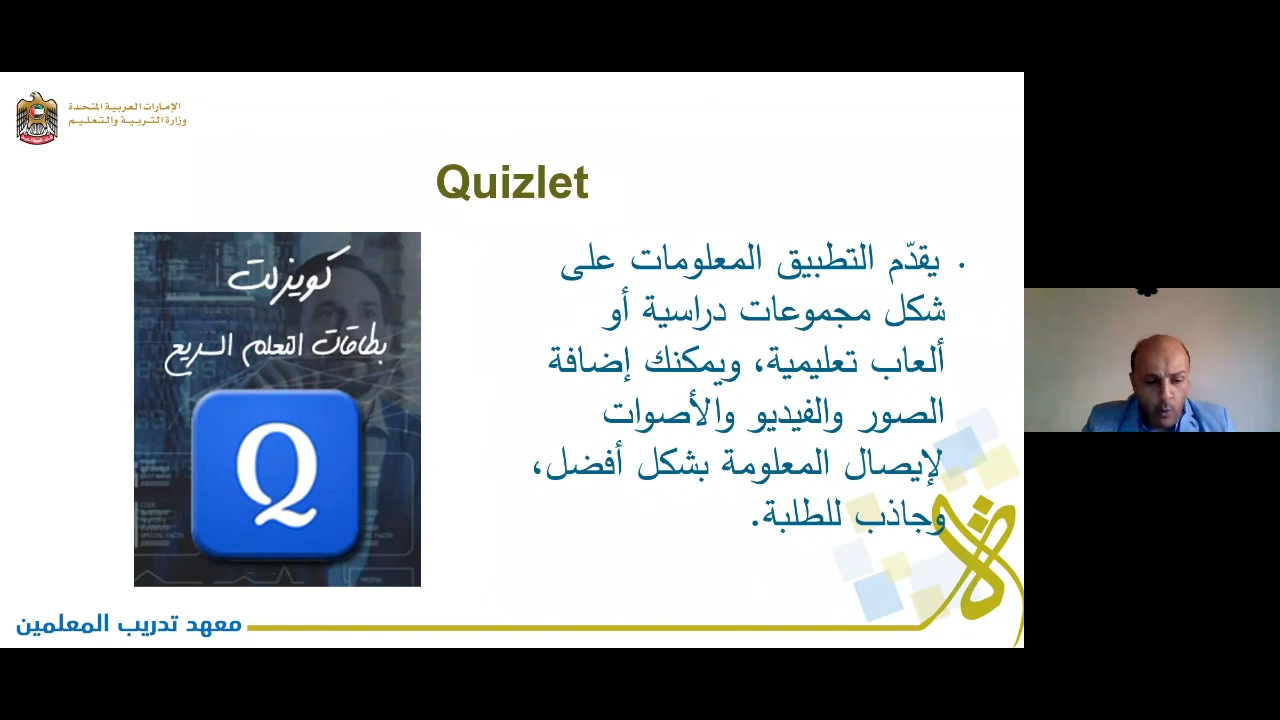 الإمارات العربية المتحدة
وزارة التربية والتعليم
Quizlet
. يقدّم التطبيق المعلومات على
شكل مجموعات دراسية أو
ألعاب تعليمية، ويمكنك إضافة
الصور والفيديو والأصوات
لإيصال المعلومة بشكل أفضل،
وجاذب للطلبة.
كويزلت
بطاقات التعلم السريع
Q
معهد تدريب المعلمين